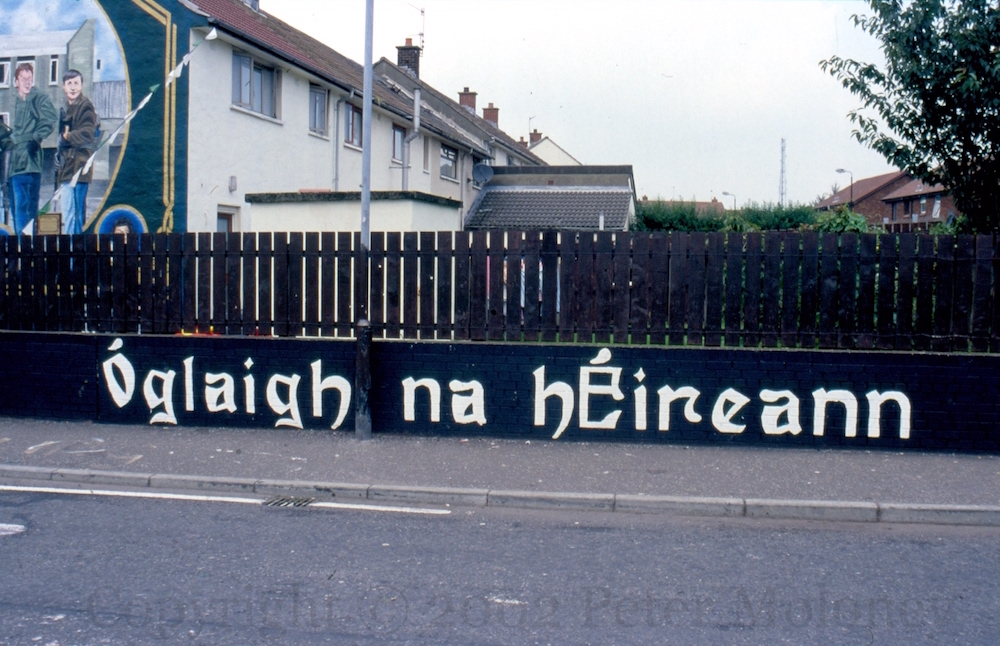 Óglaigh na hÉireann
Copyright © 2002 Peter Moloney